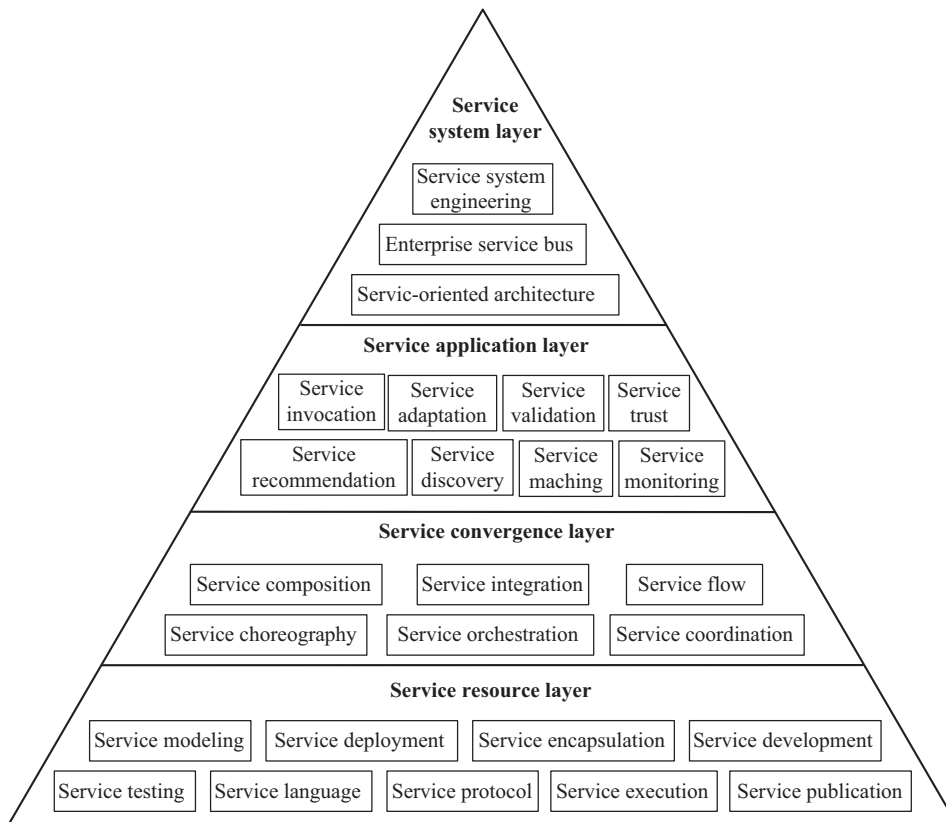 Service
system layer
Service system
engineering
Enterprise service bus
Servic-oriented architecture
Service application layer
Service
invocation
Service
adaptation
Service
validation
Service
trust
Service
recommendation
Service
discovery
Service
maching
Service
monitoring
Service convergence layer
Service composition
Service integration
Service flow
Service choreography
Service orchestration
Service coordination
Service resource layer
Service modeling
Service deployment
Service encapsulation
Service development
Service testing
Service language
Service protocol
Service execution
Service publication